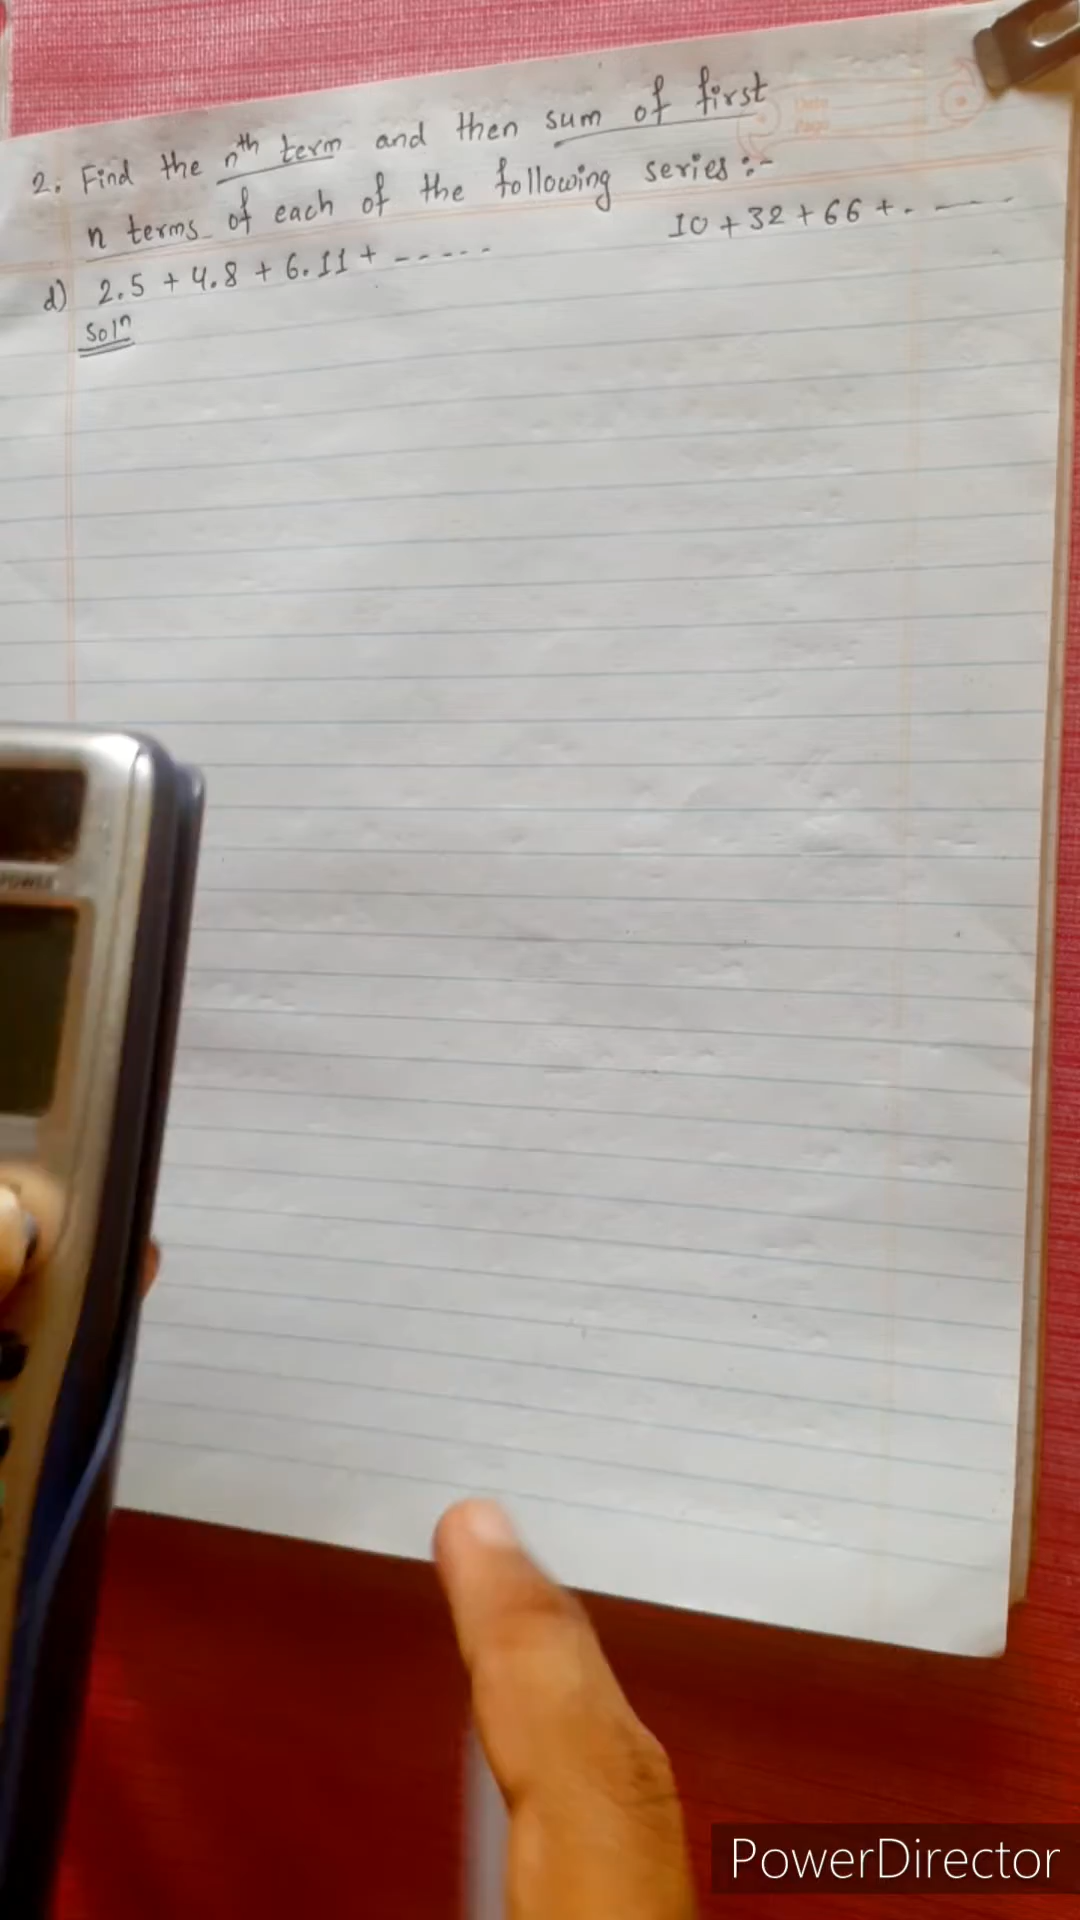 2. Find the nth term and then sum of first
n terms of each of the following series :-
d) 2.5 + 4.8 + 6.11 + ----- 10 + 32 + 66 + . ----
Solⁿ
POWER
PowerDirector